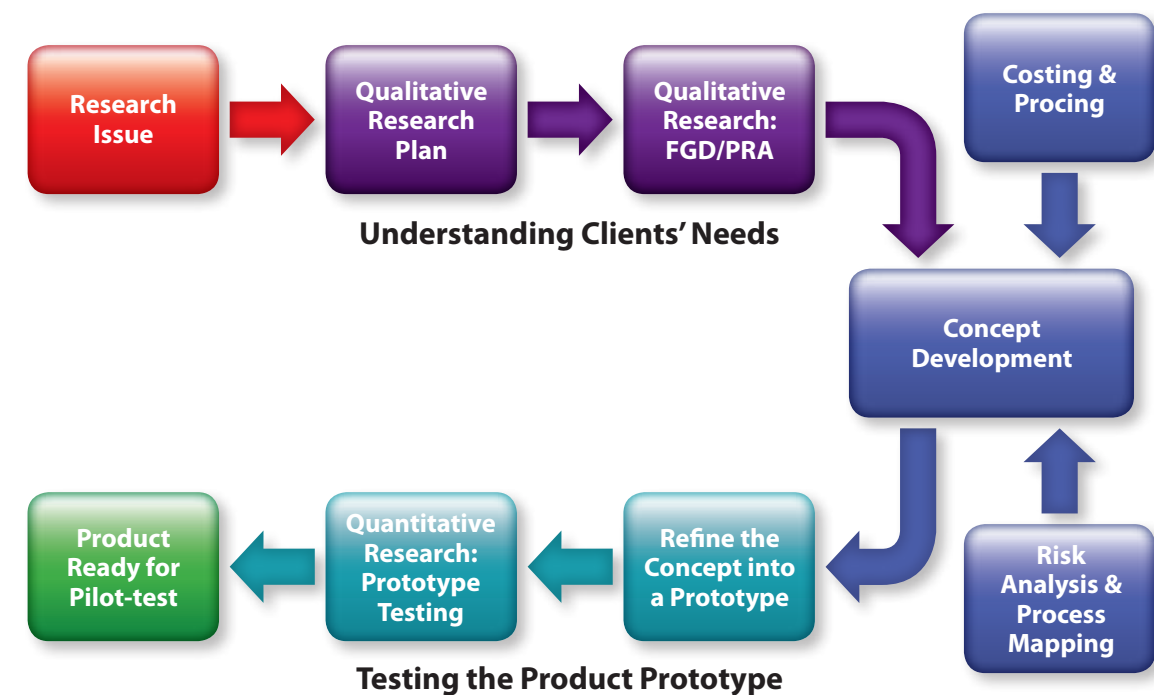 Research
Issue
Qualitative
Research
Plan
Qualitative
Research:
FGD/PRA
Costing &
Procing
Understanding Clients' Needs
Concept
Development
Product
Ready for
Pilot-test
Quantitative
Research:
Prototype
Testing
Refine the
Concept into
a Prototype
Risk
Analysis &
Process
Mapping
Testing the Product Prototype